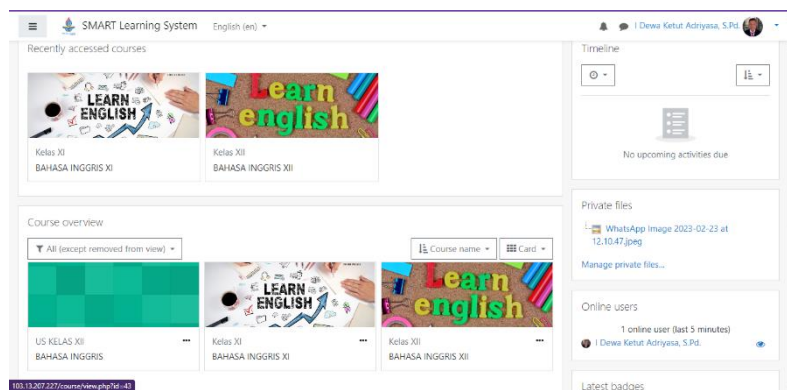 SMART Learning System English (en)
I Dewa Ketut Adriyasa, S.Pd.
Recently accessed courses
LEARN
ENGLISH
Kelas XI
BAHASA INGGRIS XI
Learn
english
Kelas XII
BAHASA INGGRIS XII
Course overview
All (except removed from view)
Course name
Card
US KELAS XII
BAHASA INGGRIS
LEARN
ENGLISH
Kelas XI
BAHASA INGGRIS XI
Learn
english
Kelas XII
BAHASA INGGRIS XII
Timeline
No upcoming activities due
Private files
WhatsApp Image 2023-02-23 at
12.10.47.jpeg
Manage private files...
Online users
1 online user (last 5 minutes)
I Dewa Ketut Adriyasa, S.Pd.
Latest badges
103.13.207.227/course/view.php?id=43